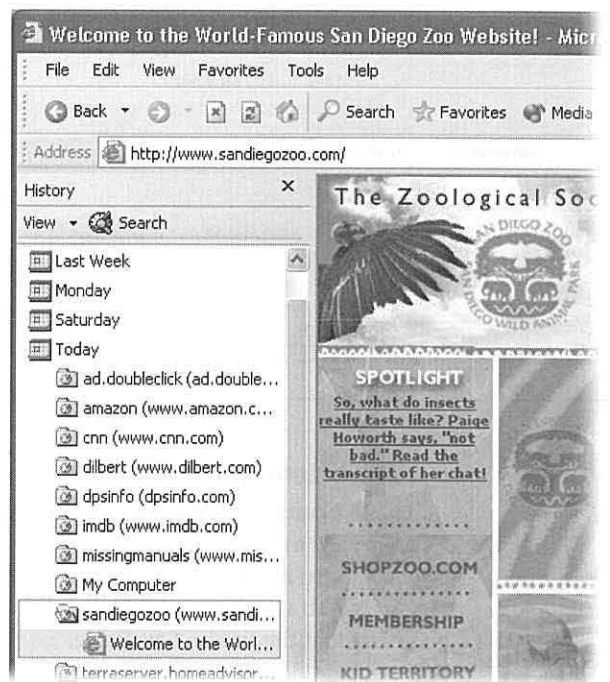 Welcome to the World-Famous San Diego Zoo Website! - Micr
File Edit View Favorites Tools Help
Back Search Favorites Media
Address http://www.sandiegozoo.com/
History
View Search
Last Week
Monday
Saturday
Today
ad.doubleclick (ad.double...
amazon (www.amazon.c...
cnn (www.cnn.com)
dilbert (www.dilbert.com)
dpsinfo (dpsinfo.com)
imdb (www.imdb.com)
missingmanuals (www.mis...
My Computer
sandiegozoo (www.sandi...
Welcome to the Worl...
terraserver.homeadvisor...
The Zoological Soc
SAN DIEGO ZOO
SAN DIEGO WILD ANIMAL PARK
SPOTLIGHT
So, what do insects
really taste like? Paige
Howorth says, "not
bad." Read the
transcript of her chat!
SHOPZOO.COM
MEMBERSHIP
KID TERRITORY